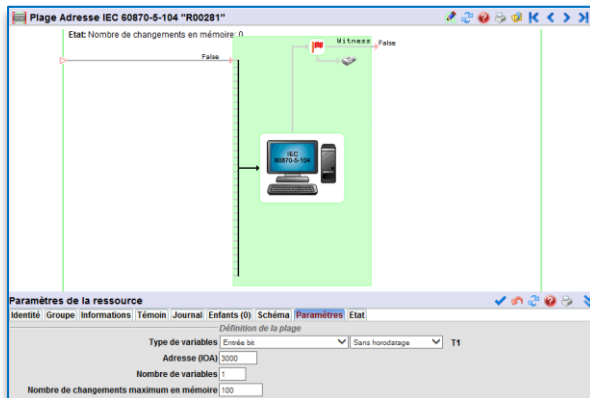 Plage Adresse IEC 60870-5-104 "R00281"
Etat: Nombre de changements en mémoire: 0
False
Witness
False
IEC
60870-5-104
Paramètres de la ressource
Identité Groupe Informations Témoin Journal Enfants (0) Schéma Paramètres Etat
Définition de la plage
Type de variables Entrée bit Sans horodatage T1
Adresse (IOA) 3000
Nombre de variables 1
Nombre de changements maximum en mémoire 100